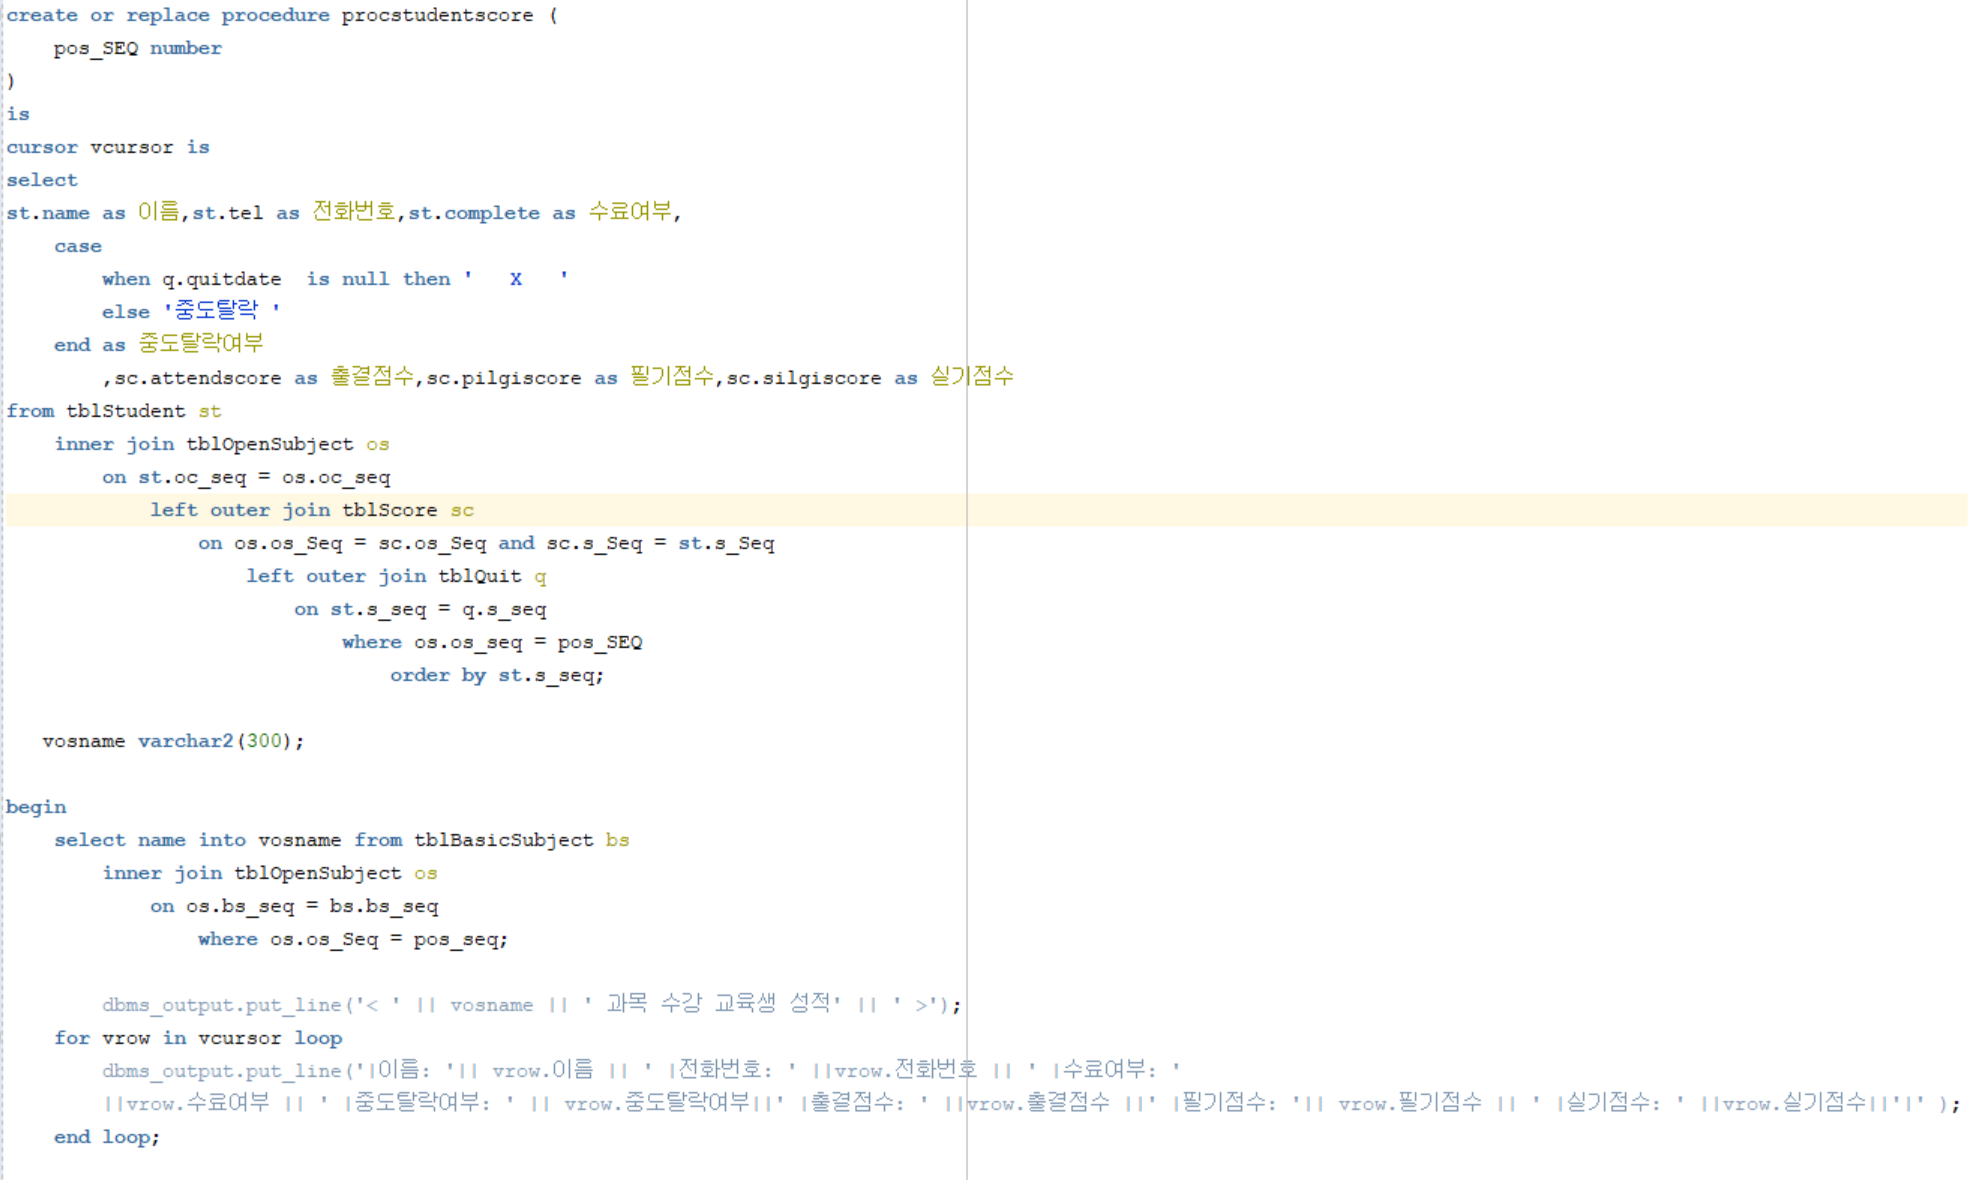 create or replace procedure procstudentscore (
    pos_SEQ number
)
is
cursor vcursor is
select
st.name as 이름,st.tel as 전화번호,st.complete as 수료여부,
    case
        when q.quitdate  is null then '   X   '
        else '중도탈락 '
    end as 중도탈락여부
        ,sc.attendscore as 출결점수,sc.pilgiscore as 필기점수,sc.silgiscore as 실기점수
from tblStudent st
    inner join tblOpenSubject os
        on st.oc_seq = os.oc_seq
            left outer join tblScore sc
                on os.os_Seq = sc.os_Seq and sc.s_Seq = st.s_Seq
                    left outer join tblQuit q
                        on st.s_seq = q.s_seq
                            where os.os_seq = pos_SEQ
                                order by st.s_seq;
   vosname varchar2(300);
begin
    select name into vosname from tblBasicSubject bs
        inner join tblOpenSubject os
            on os.bs_seq = bs.bs_seq
                where os.os_Seq = pos_seq;
        dbms_output.put_line('< ' || vosname || ' 과목 수강 교육생 성적' || ' >');
    for vrow in vcursor loop
        dbms_output.put_line('|이름: '|| vrow.이름 || ' |전화번호: ' ||vrow.전화번호 || ' |수료여부: '
        ||vrow.수료여부 || ' |중도탈락여부: ' || vrow.중도탈락여부||' |출결점수: ' ||vrow.출결점수 ||' |필기점수: '|| vrow.필기점수 || ' |실기점수: ' ||vrow.실기점수||'|' );
    end loop;